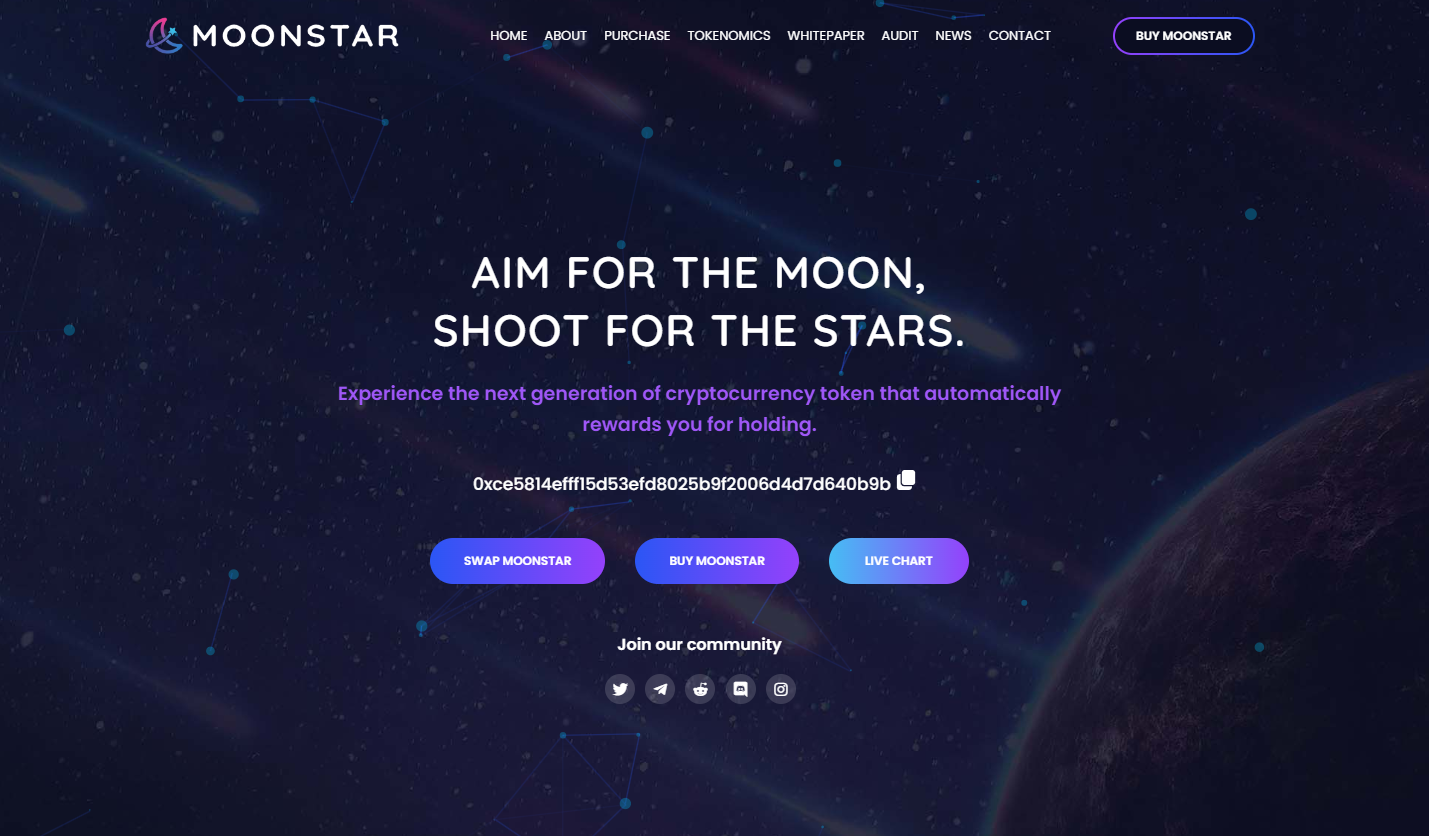 MOONSTAR
HOME ABOUT PURCHASE TOKENOMICS WHITEPAPER AUDIT NEWS CONTACT
BUY MOONSTAR
AIM FOR THE MOON,
SHOOT FOR THE STARS.
Experience the next generation of cryptocurrency token that automatically
rewards you for holding.
0xce5814efff15d53efd8025b9f2006d4d7d640b9b
SWAP MOONSTAR
BUY MOONSTAR
LIVE CHART
Join our community